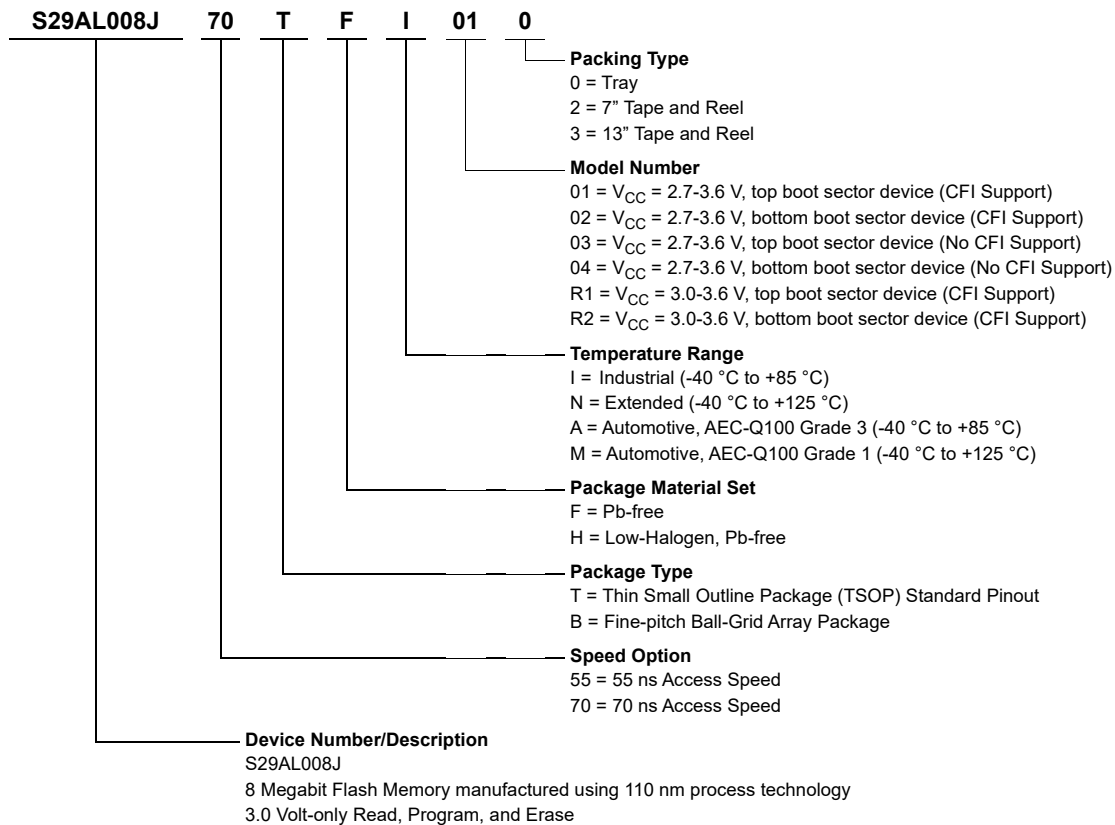 S29AL008J 70 T F I 01 0
Packing Type
0 = Tray
2 = 7” Tape and Reel
3 = 13” Tape and Reel
Model Number
01 = VCC = 2.7-3.6 V, top boot sector device (CFI Support)
02 = VCC = 2.7-3.6 V, bottom boot sector device (CFI Support)
03 = VCC = 2.7-3.6 V, top boot sector device (No CFI Support)
04 = VCC = 2.7-3.6 V, bottom boot sector device (No CFI Support)
R1 = VCC = 3.0-3.6 V, top boot sector device (CFI Support)
R2 = VCC = 3.0-3.6 V, bottom boot sector device (CFI Support)
Temperature Range
I = Industrial (-40 °C to +85 °C)
N = Extended (-40 °C to +125 °C)
A = Automotive, AEC-Q100 Grade 3 (-40 °C to +85 °C)
M = Automotive, AEC-Q100 Grade 1 (-40 °C to +125 °C)
Package Material Set
F = Pb-free
H = Low-Halogen, Pb-free
Package Type
T = Thin Small Outline Package (TSOP) Standard Pinout
B = Fine-pitch Ball-Grid Array Package
Speed Option
55 = 55 ns Access Speed
70 = 70 ns Access Speed
Device Number/Description
S29AL008J
8 Megabit Flash Memory manufactured using 110 nm process technology
3.0 Volt-only Read, Program, and Erase